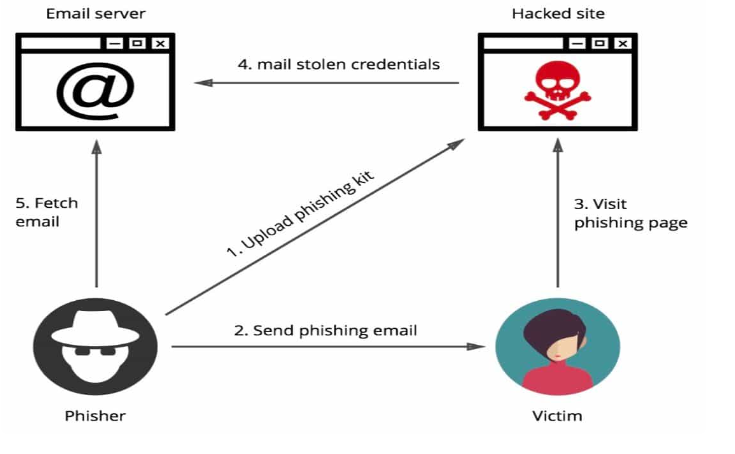 Email server
Hacked site
@
4. mail stolen credentials
1. Upload phishing kit
5. Fetch
email
3. Visit
phishing page
2. Send phishing email
Phisher
Victim